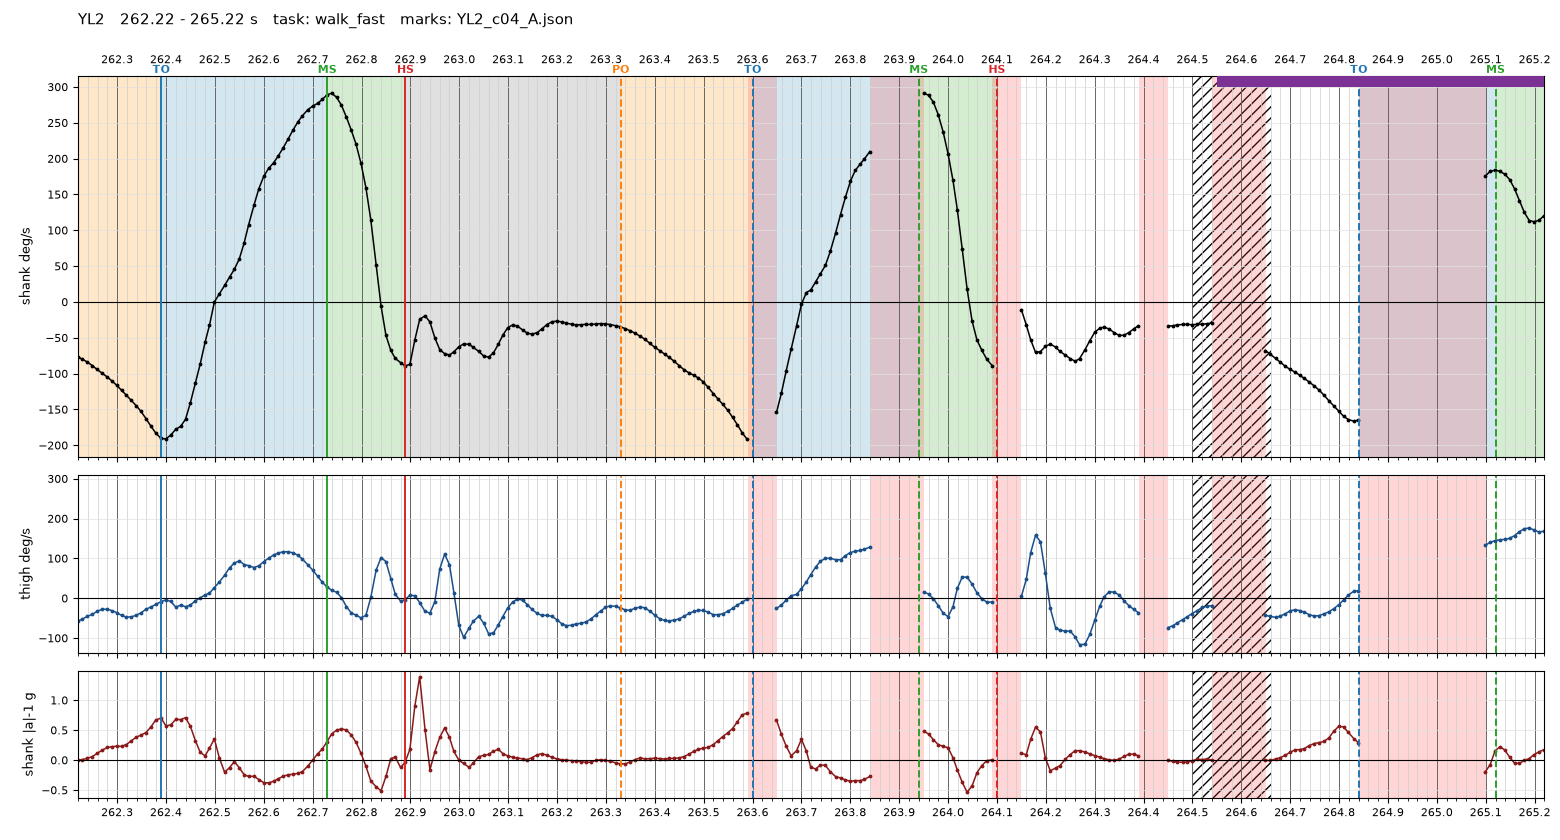 YL2 262.22 - 265.22 s task: walk_fast marks: YL2_c04_A.json
262.3 262.4 262.5 262.6 262.7 262.8 262.9 263.0 263.1 263.2 263.3 263.4 263.5 263.6 263.7 263.8 263.9 264.0 264.1 264.2 264.3 264.4 264.5 264.6 264.7 264.8 264.9 265.0 265.1 265.2
TO MS HS PO TO MS HS TO MS
300
250
200
150
100
50
0
−50
−100
−150
−200
shank deg/s
300
200
100
0
−100
thigh deg/s
1.0
0.5
0.0
−0.5
shank |a|-1 g
262.3 262.4 262.5 262.6 262.7 262.8 262.9 263.0 263.1 263.2 263.3 263.4 263.5 263.6 263.7 263.8 263.9 264.0 264.1 264.2 264.3 264.4 264.5 264.6 264.7 264.8 264.9 265.0 265.1 265.2